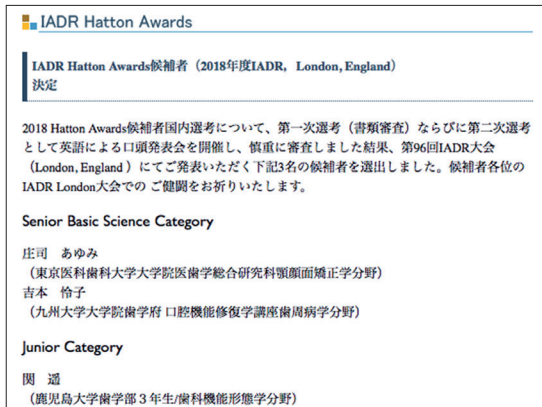 IADR Hatton Awards
IADR Hatton Awards候補者（2018年度IADR, London, England）
決定
2018 Hatton Awards候補者国内選考について、第一次選考（書類審査）ならびに第二次選考
として英語による口頭発表会を開催し、慎重に審査しました結果、第96回IADR大会
（London, England ）にてご発表いただく下記3名の候補者を選出しました。候補者各位の
IADR London大会での ご健闘をお祈りいたします。
Senior Basic Science Category
庄司　あゆみ
（東京医科歯科大学大学院医歯学総合研究科顎顔面矯正学分野）
吉本　怜子
（九州大学大学院歯学府 口腔機能修復学講座歯周病学分野）
Junior Category
関　遥
（鹿児島大学歯学部３年生/歯科機能形態学分野）